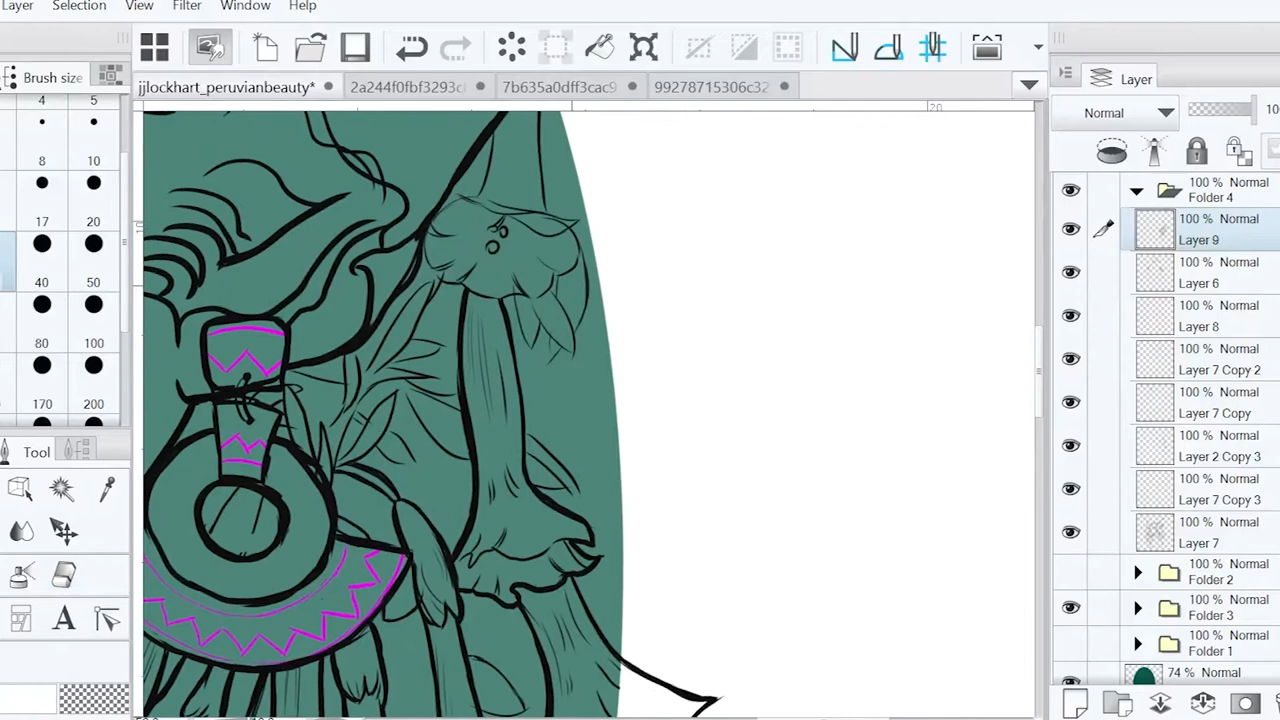 Layer Selection View Filter Window Help
Brush size
jjlockhart_peruvianbeauty* 2ac44f0fbf3293c 7b635a0dff3cac9 99278715306c32
Layer
4 5
8 10
17 20
40 50
80 100
170 200
Tool
A
20
Normal 10
100 % Normal
Folder 4
100 % Normal
Layer 9
100 % Normal
Layer 6
100 % Normal
Layer 8
100 % Normal
Layer 7 Copy 2
100 % Normal
Layer 7 Copy
100 % Normal
Layer 2 Copy 3
100 % Normal
Layer 7 Copy 3
100 % Normal
Layer 7
100 % Normal
Folder 2
100 % Normal
Folder 3
100 % Normal
Folder 1
74 % Normal